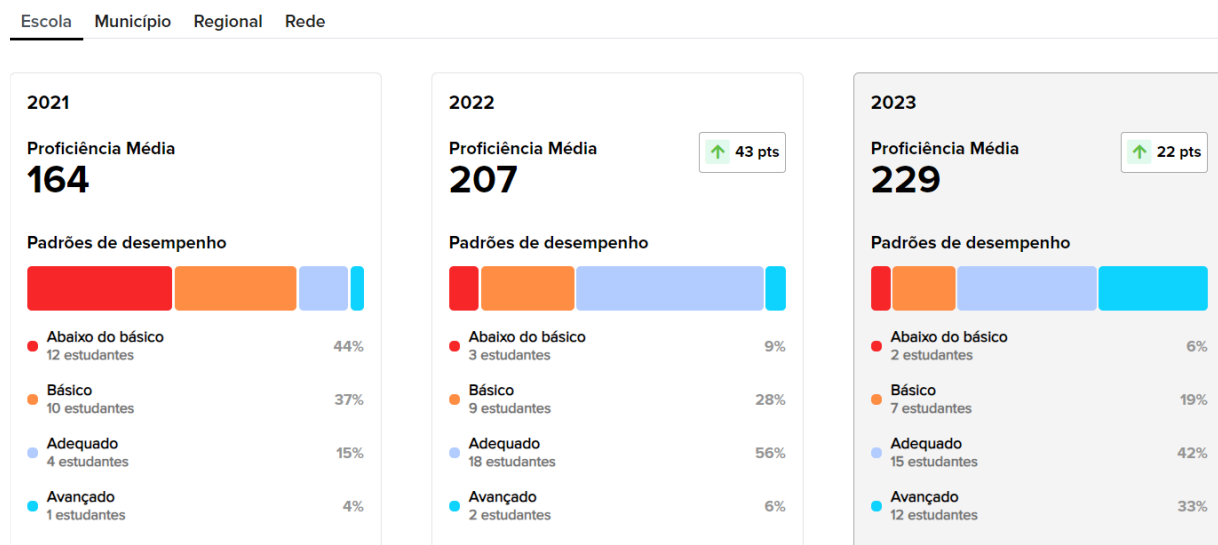 Escola Município Regional Rede
2021
Proficiência Média
164
Padrões de desempenho
Abaixo do básico
12 estudantes
44%
Básico
10 estudantes
37%
Adequado
4 estudantes
15%
Avançado
1 estudantes
4%
2022
Proficiência Média
43 pts
207
Padrões de desempenho
Abaixo do básico
3 estudantes
9%
Básico
9 estudantes
28%
Adequado
18 estudantes
56%
Avançado
2 estudantes
6%
2023
Proficiência Média
22 pts
229
Padrões de desempenho
Abaixo do básico
2 estudantes
6%
Básico
7 estudantes
19%
Adequado
15 estudantes
42%
Avançado
12 estudantes
33%